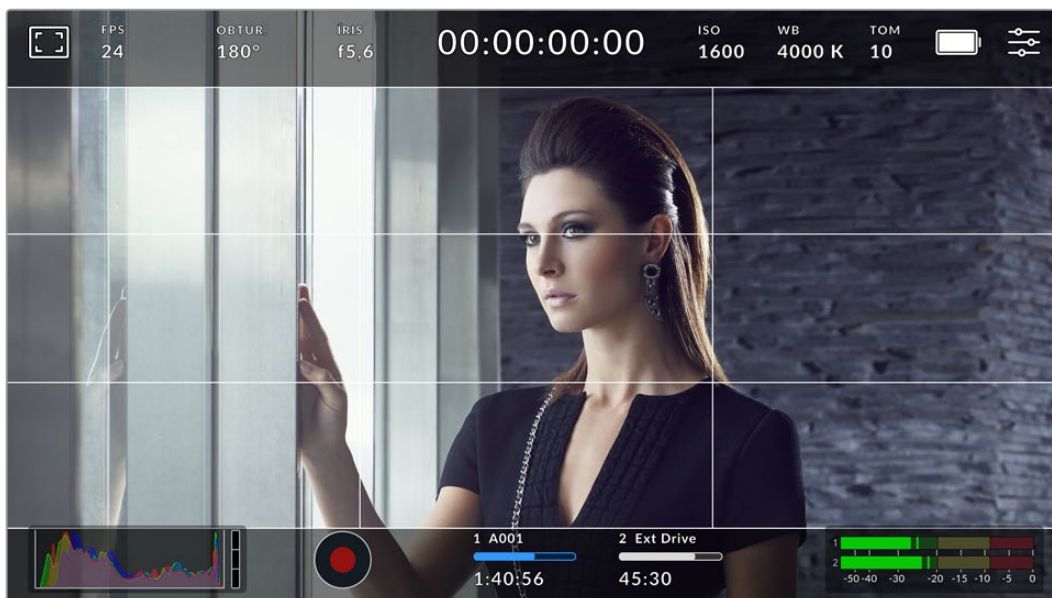 FPS OBTUR. ÍRIS ISO WB TOM
24 180° f5,6 00:00:00:00 1600 4000 K 10
1 A001 2 Ext Drive
1:40:56 45:30
1
2
-50 -40 -30 -20 -15 -10 -5 0